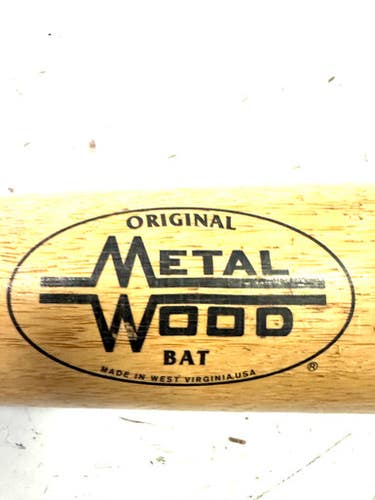 ORIGINAL
METAL
WOOD
BAT
MADE IN WEST VIRGINIA,USA
®